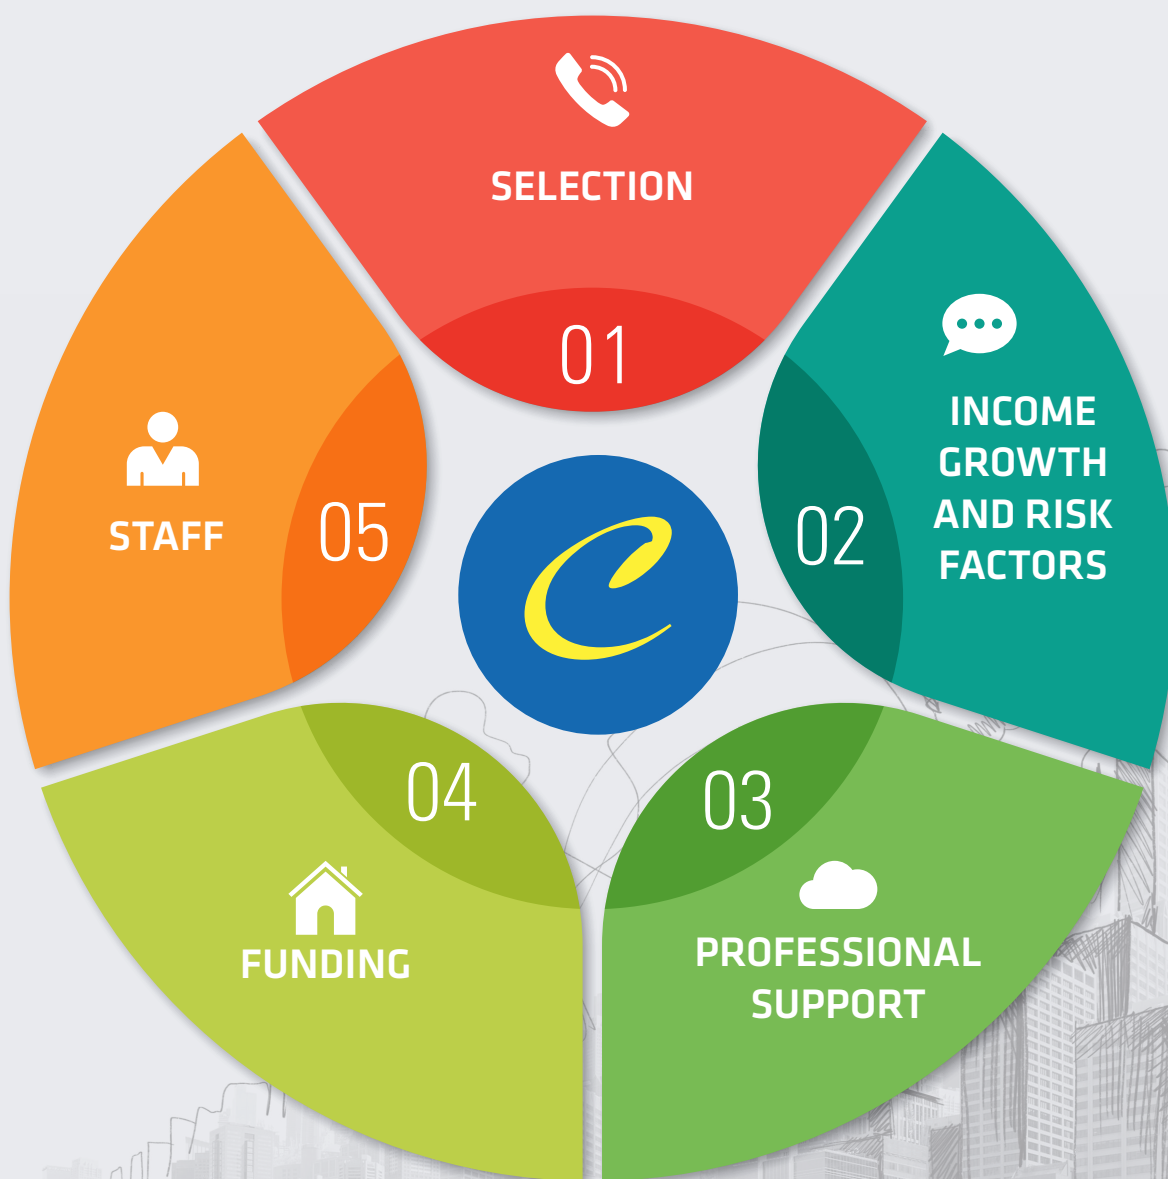 SELECTION
01
INCOME
GROWTH
AND RISK
FACTORS
02
03
PROFESSIONAL
SUPPORT
04
FUNDING
STAFF
05
C